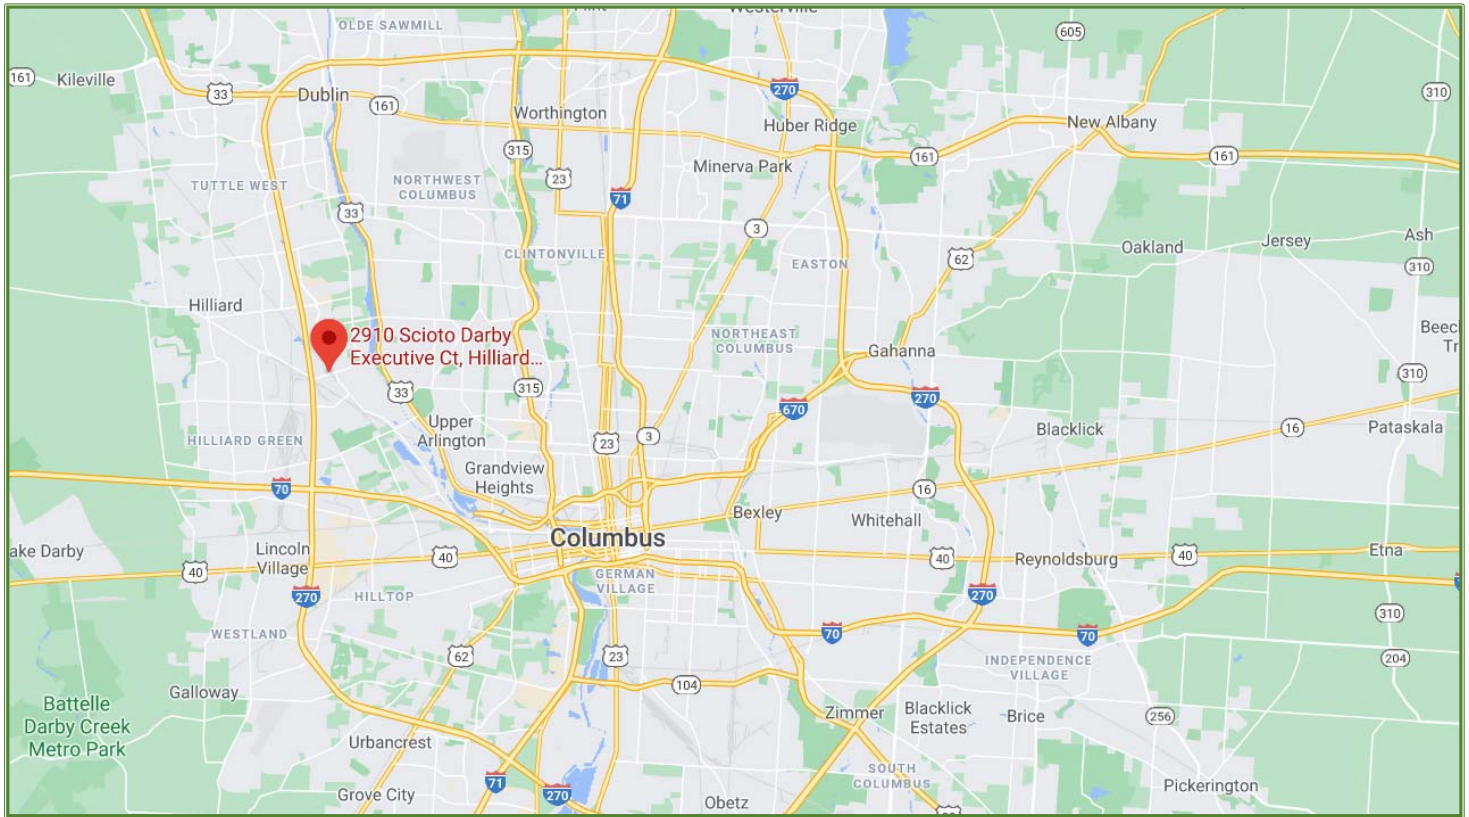 OLDE SAWMILL
Westerville
605
161
Kileville
33
Dublin
161
270
310
Worthington
Huber Ridge
New Albany
315
161
161
Minerva Park
TUTTLE WEST
NORTHWEST
COLUMBUS
23
71
33
3
CLINTONVILLE
EASTON
62
Oakland
Jersey
Ash
310
Hilliard
2910 Scioto Darby
Executive Ct, Hilliard...
NORTHEAST
COLUMBUS
Gahanna
Beec
Tr
310
33
315
270
670
Upper
Arlington
HILLIARD GREEN
23
3
Blacklick
16
Pataskala
Grandview
Heights
70
16
Bexley
Whitehall
Columbus
ake Darby
Lincoln
Village
40
40
40
Reynoldsburg
40
Etna
GERMAN
VILLAGE
270
HILLTOP
270
310
WESTLAND
70
70
62
23
INDEPENDENCE
VILLAGE
204
Galloway
104
Battelle
Darby Creek
Metro Park
Zimmer
Blacklick
Estates
Brice
256
Urbancrest
SOUTH
COLUMBUS
71
270
Grove City
Obetz
Pickerington